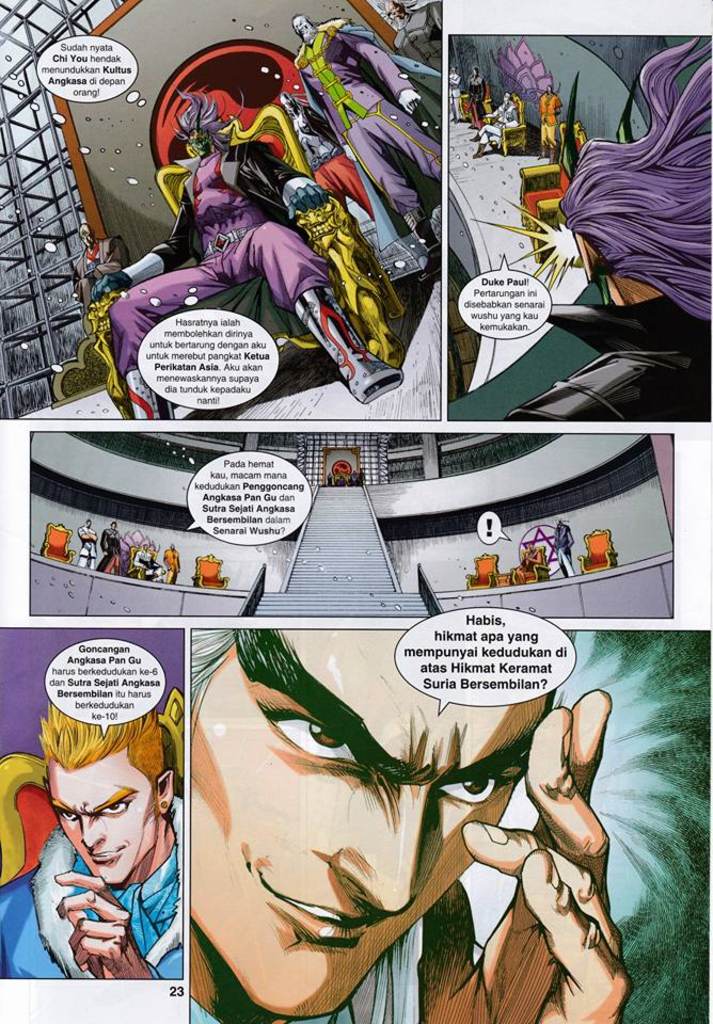 Sudah nyata
Chi You hendak
menundukkan Kultus
Angkasa di depan
orang!
Hasratnya ialah
membolehkan dirinya
untuk bertarung dengan aku
untuk merebut pangkat Ketua
Perikatan Asia. Aku akan
menewaskannya supaya
dia tunduk kepadaku
nanti!
Duke Paul!
Pertarungan ini
disebabkan senarai
wushu yang kau
kemukakan.
Pada hemat
kau, macam mana
kedudukan Penggoncang
Angkasa Pan Gu dan
Sutra Sejati Angkasa
Bersembilan dalam
Senarai Wushu?
!
Goncangan
Angkasa Pan Gu
harus berkedudukan ke-6
dan Sutra Sejati Angkasa
Bersembilan itu harus
berkedudukan
ke-10!
Habis,
hikmat apa yang
mempunyai kedudukan di
atas Hikmat Keramat
Suria Bersembilan?
23